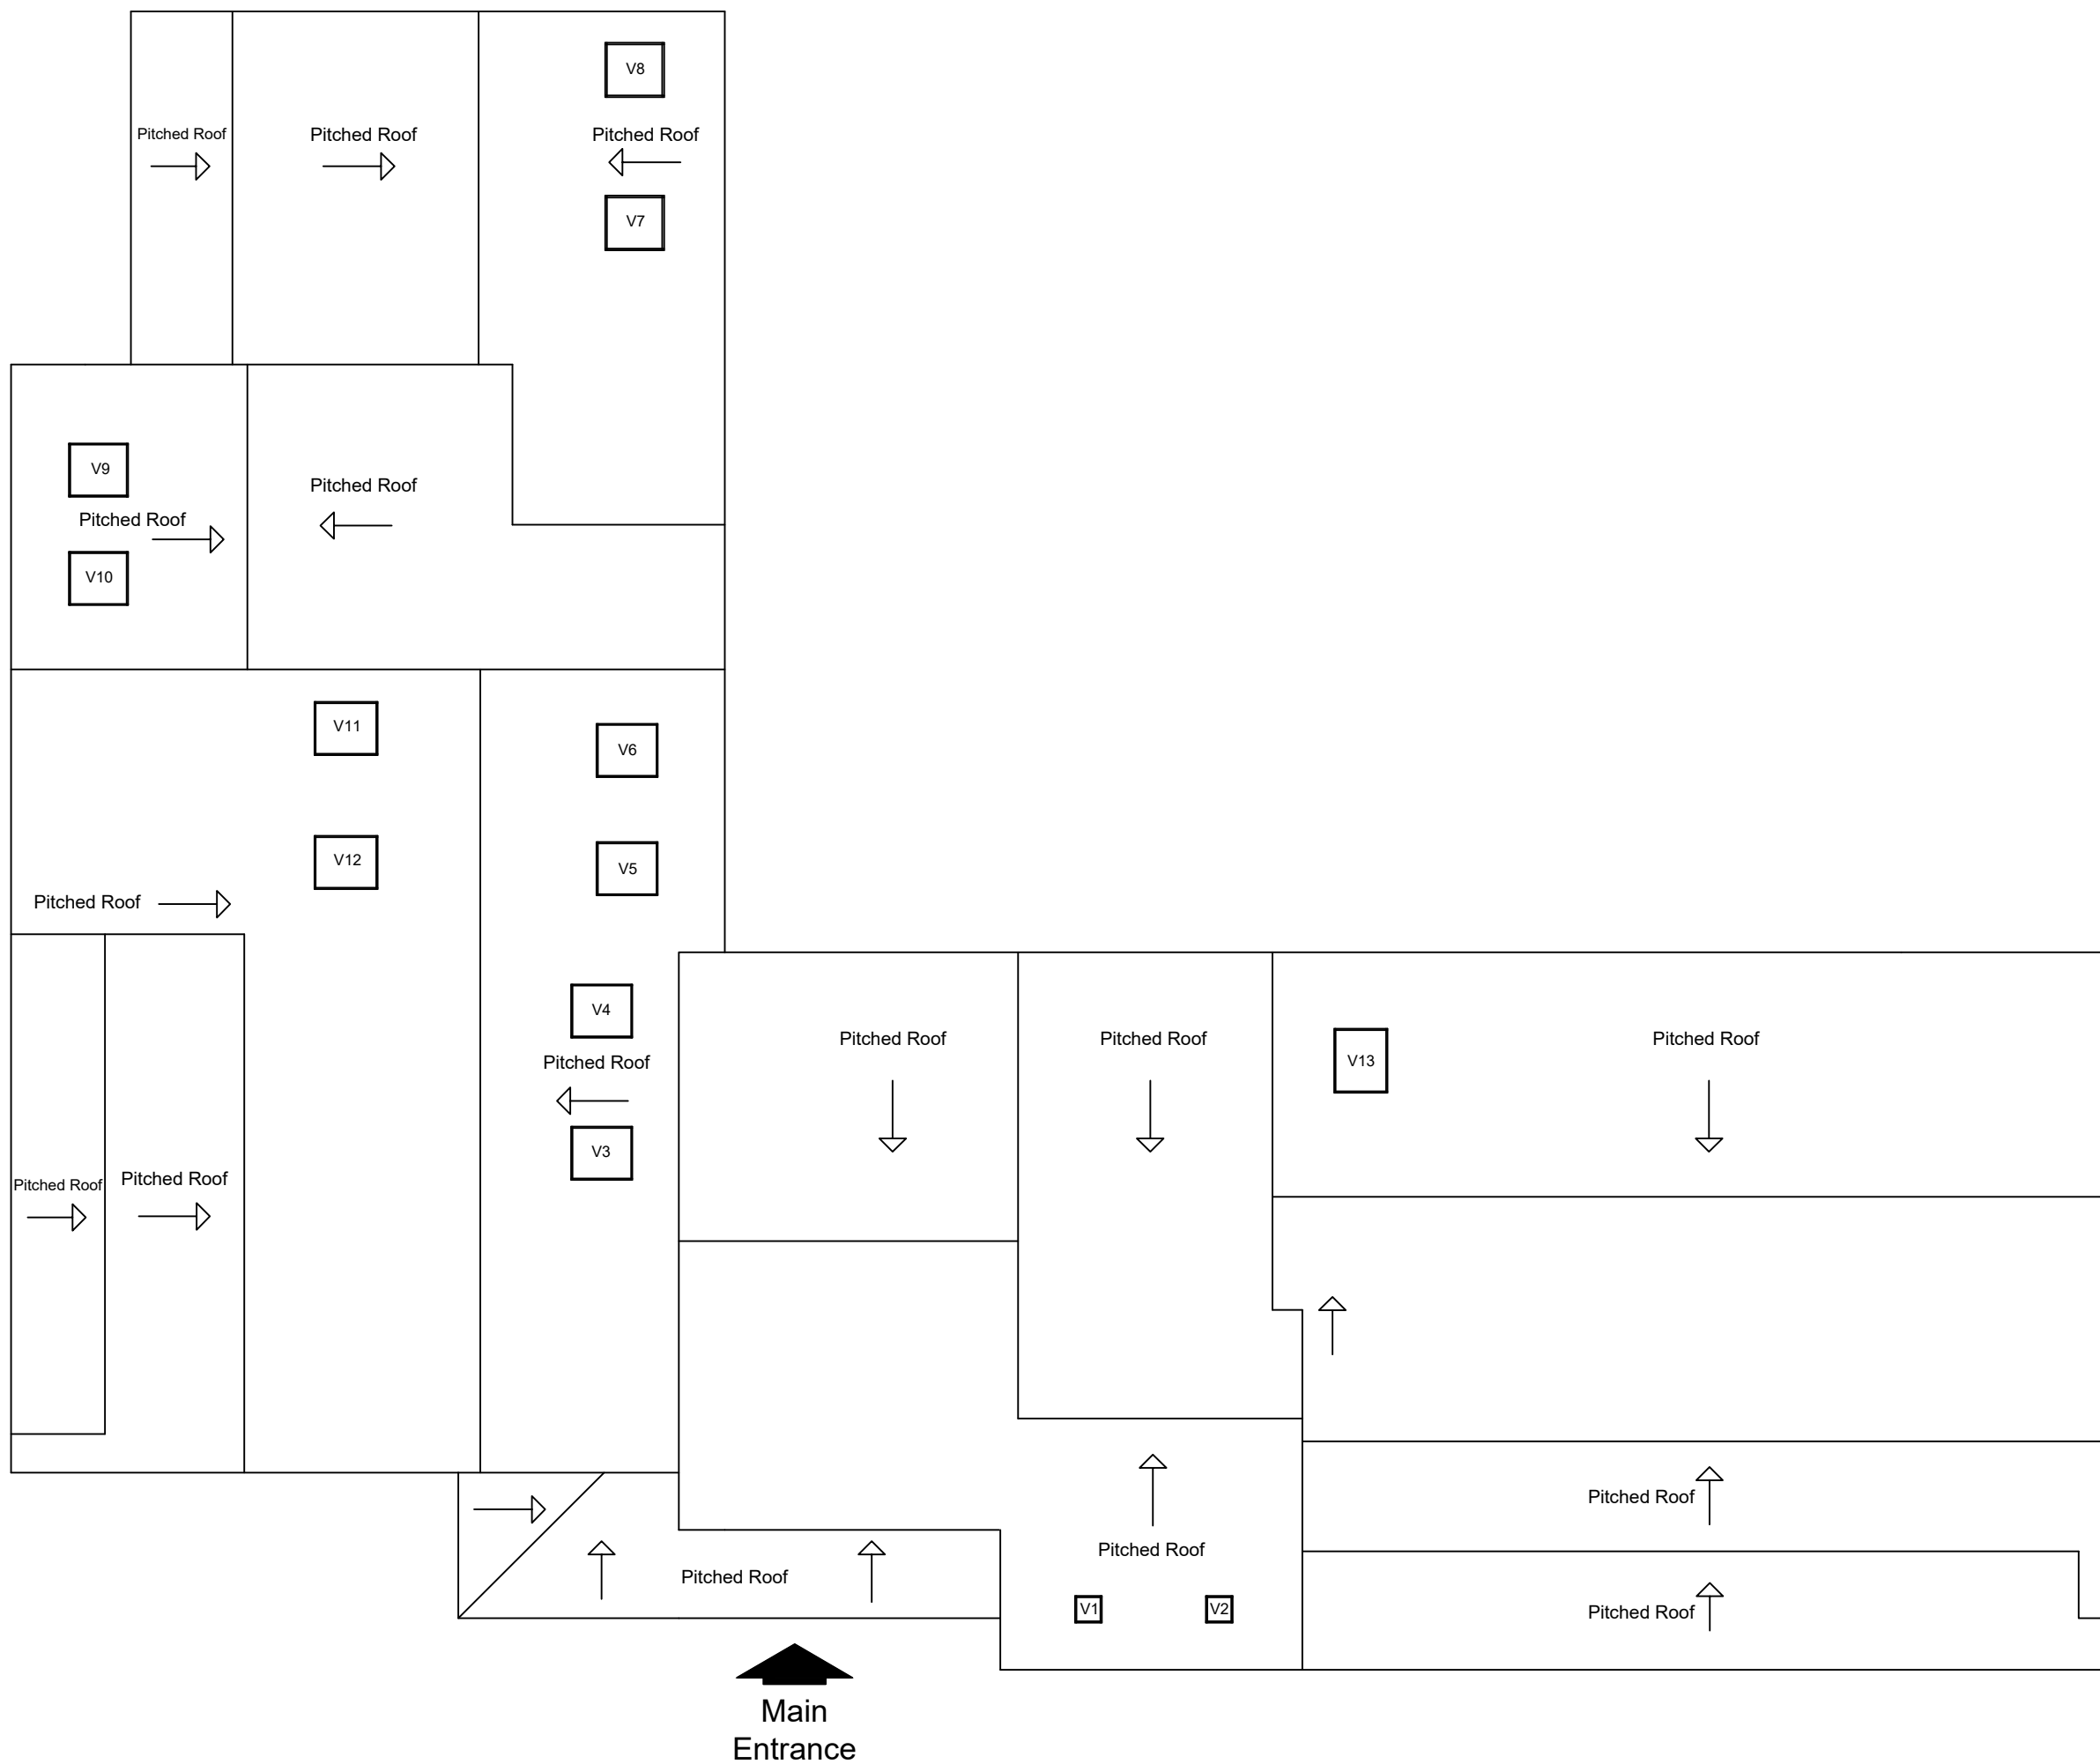 V8
Pitched Roof
Pitched Roof
Pitched Roof
V7
V9
Pitched Roof
Pitched Roof
V10
V11
V6
V12
V5
Pitched Roof
V4
Pitched Roof
V3
Pitched Roof
Pitched Roof
Pitched Roof
Pitched Roof
V13
Pitched Roof
Pitched Roof
Pitched Roof
Pitched Roof
V1
V2
Pitched Roof
Main
Entrance